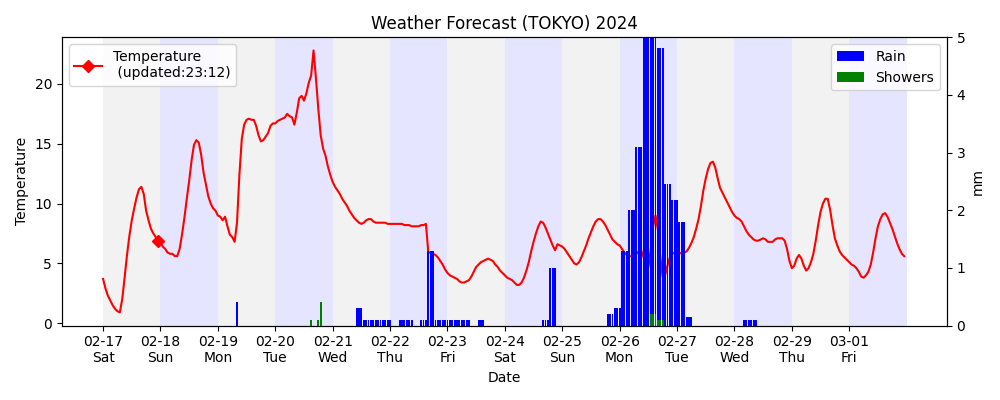 Weather Forecast (TOKYO) 2024
Temperature
(updated:23:12)
Rain
Showers
Temperature
20
15
10
5
0
5
4
3
2
1
0
mm
02-17 02-18 02-19 02-20 02-21 02-22 02-23 02-24 02-25 02-26 02-27 02-28 02-29 03-01
Sat Sun Mon Tue Wed Thu Fri Sat Sun Mon Tue Wed Thu Fri
Date